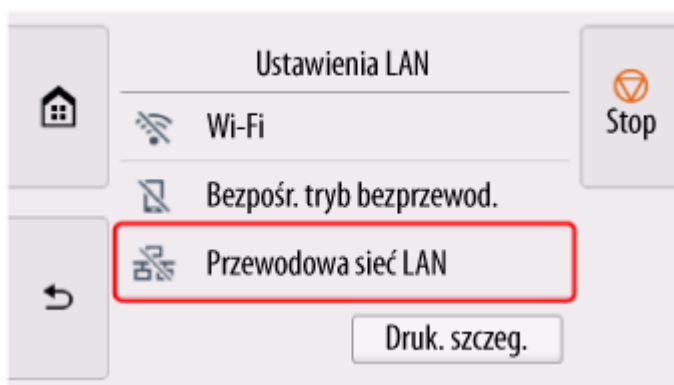 Ustawienia LAN
Stop
Wi-Fi
Bezpośr. tryb bezprzewod.
Przewodowa sieć LAN
Druk. szczeg.